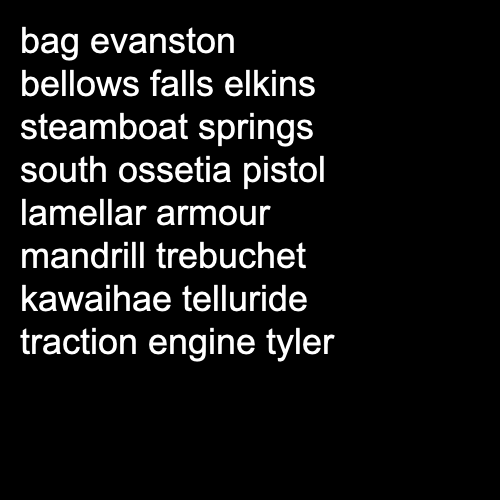 bag evanston
bellows falls elkins
steamboat springs
south ossetia pistol
lamellar armour
mandrill trebuchet
kawaihae telluride
traction engine tyler